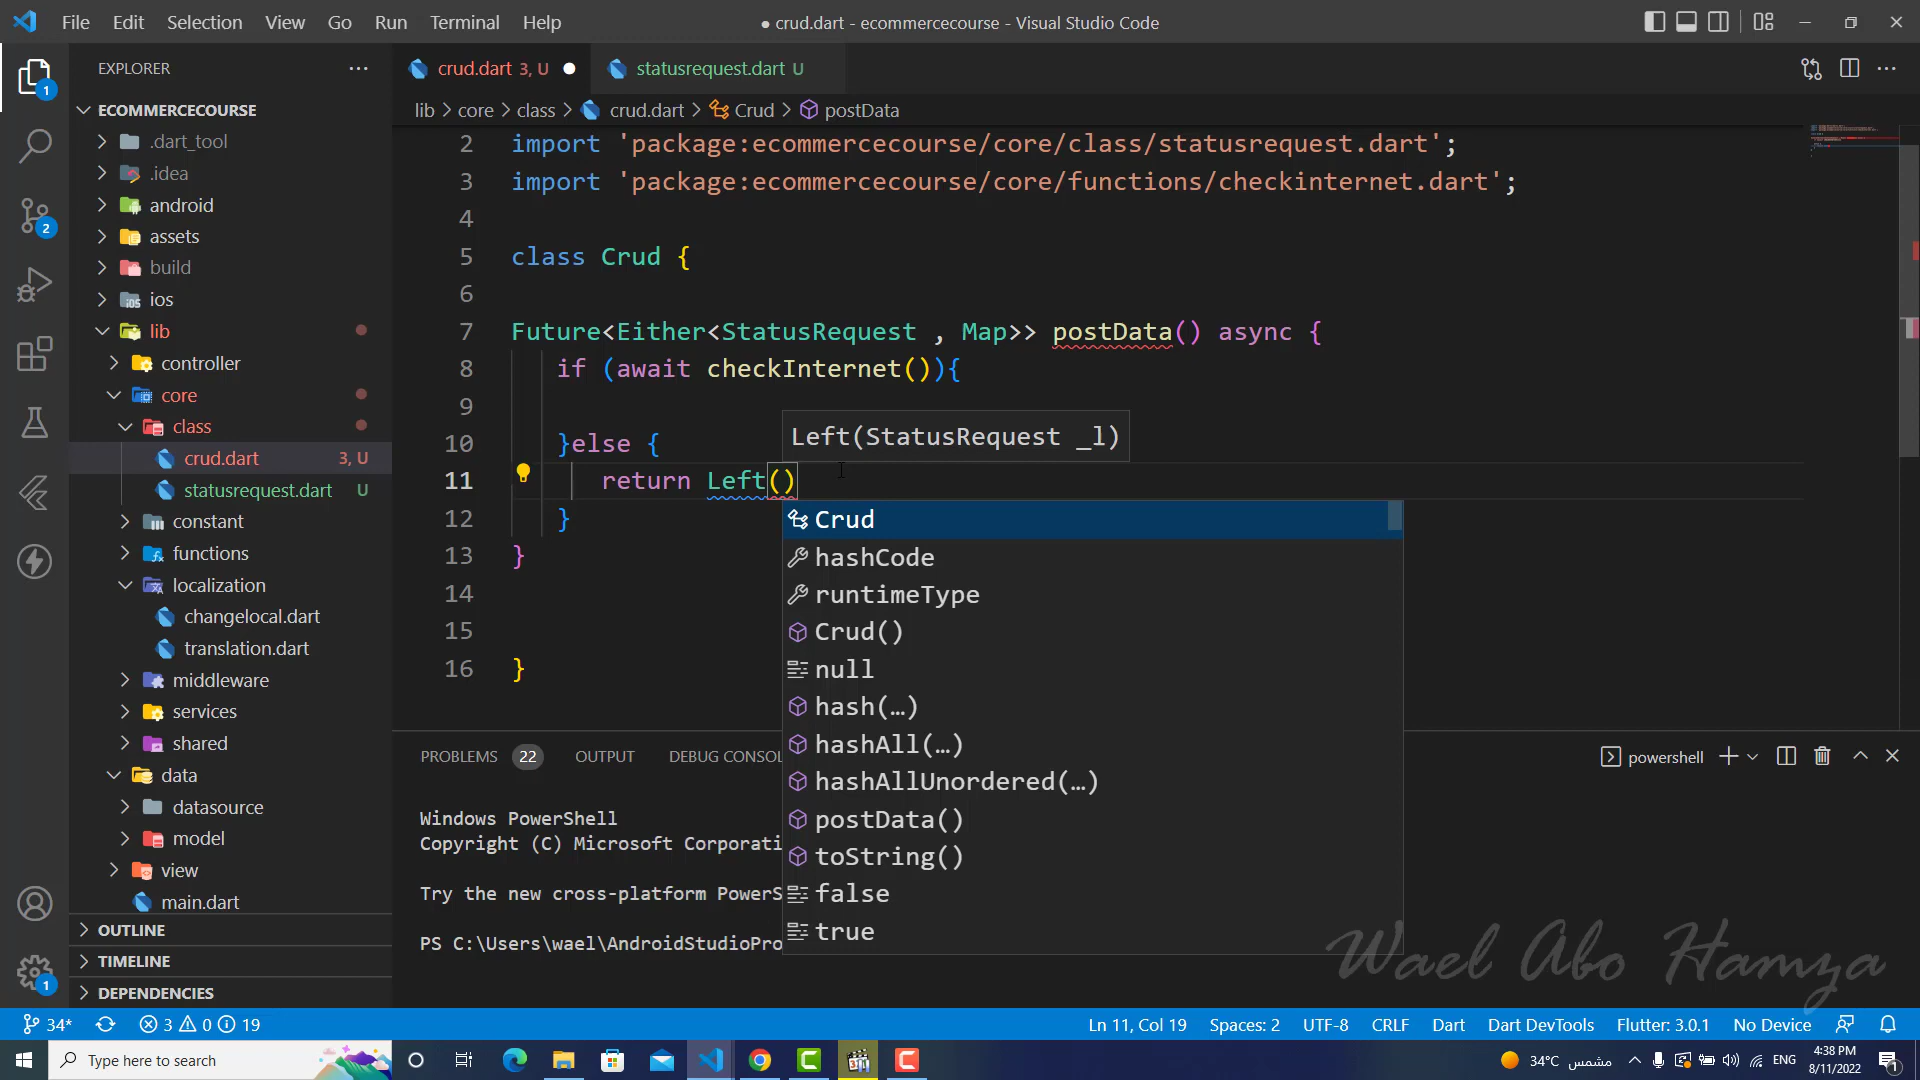 File Edit Selection View Go Run Terminal Help
● crud.dart - ecommercecourse - Visual Studio Code
EXPLORER
crud.dart 3, U
statusrequest.dart U
lib > core > class > crud.dart > Crud > postData
ECOMMERCECOURSE
.dart_tool
.idea
android
assets
build
ios
lib
controller
core
class
crud.dart 3, U
statusrequest.dart U
constant
functions
localization
changelocal.dart
translation.dart
middleware
services
shared
data
datasource
model
view
main.dart
OUTLINE
TIMELINE
DEPENDENCIES
2 import 'package:ecommercecourse/core/class/statusrequest.dart';
3 import 'package:ecommercecourse/core/functions/checkinternet.dart';
4
5 class Crud {
6
7 Future<Either<StatusRequest , Map>> postData() async {
8 if (await checkInternet()){
9
Left(StatusRequest _l)
10 }else {
11 return Left()
12 }
13 }
14
15
16 }
Crud
hashCode
runtimeType
Crud()
null
hash(…)
hashAll(…)
hashAllUnordered(…)
postData()
toString()
false
true
PROBLEMS 22 OUTPUT DEBUG CONSOL
powershell
Windows PowerShell
Copyright (C) Microsoft Corporati
Try the new cross-platform PowerS
PS C:\Users\wael\AndroidStudioPro
Wael Abo Hamza
1
2
1
34* 3 0 19
Ln 11, Col 19 Spaces: 2 UTF-8 CRLF Dart Dart DevTools Flutter: 3.0.1 No Device
Type here to search
34°C مشمس
ENG
4:38 PM
8/11/2022
1